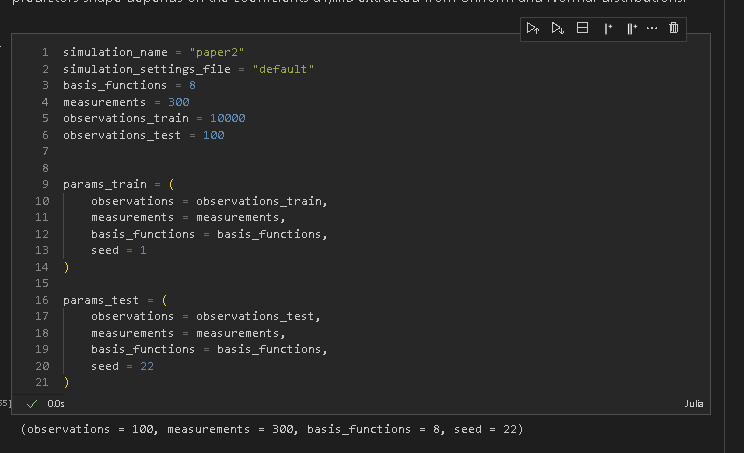 predictors shape depends on the coefficients
extracted from Uniform and Normal distributions.
1 simulation_name = "paper2"
2 simulation_settings_file = "default"
3 basis_functions = 8
4 measurements = 300
5 observations_train = 10000
6 observations_test = 100
7
8
9 params_train = (
10 observations = observations_train,
11 measurements = measurements,
12 basis_functions = basis_functions,
13 seed = 1
14 )
15
16 params_test = (
17 observations = observations_test,
18 measurements = measurements,
19 basis_functions = basis_functions,
20 seed = 22
21 )
55] 0.0s Julia
(observations = 100, measurements = 300, basis_functions = 8, seed = 22)